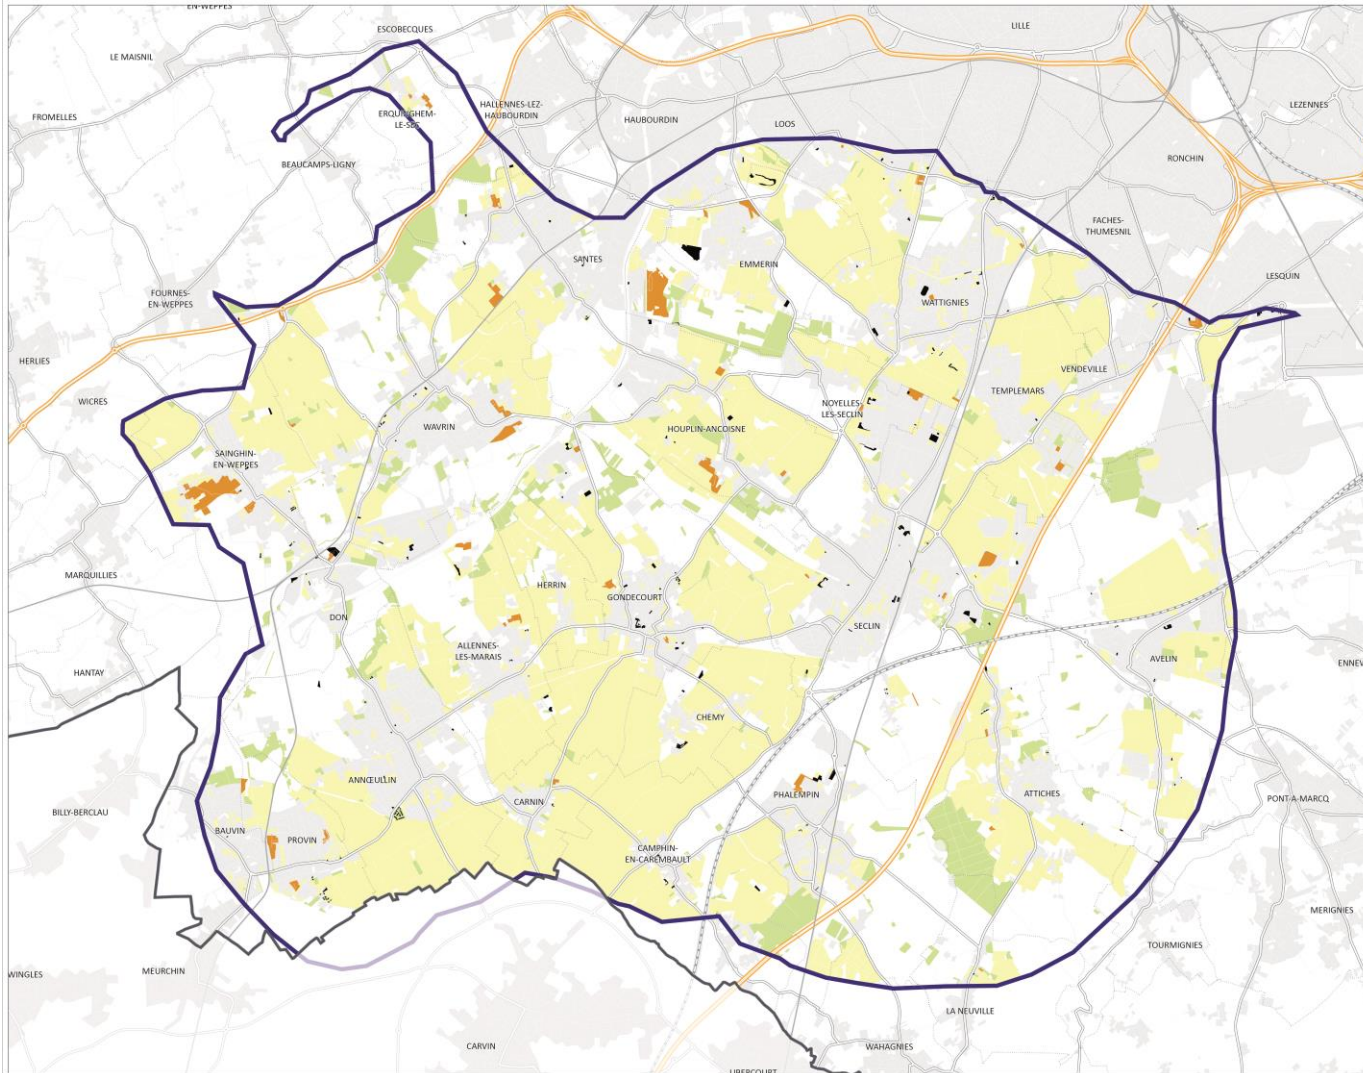 EN-WEPPES
ESCOBECQUES
LILLE
LE MAISNIL
FROMELLES
ERQUINGHEM-
LE-SEC
HALLENNES-LEZ-
HAUBOURDIN
HAUBOURDIN
LOOS
LEZENNES
BEAUCAMPS-LIGNY
RONCHIN
FACHES-
THUMESNIL
SANTES
EMMERIN
LESQUIN
FOURNES-
EN-WEPPES
WATTIGNIES
HERLIES
VENDEVILLE
TEMPLEMARS
WICRES
NOYELLES-
LES-SECLIN
WAVRIN
HOUPLIN-ANCOISNE
SAINGHIN-
EN-WEPPES
MARQUILLIES
HERRIN
GONDECOURT
DON
SECLIN
ALLENNES-
LES-MARAIS
AVELIN
HANTAY
CHEMY
ANNŒULLIN
CARNIN
PHALEMPIN
ATTICHES
PONT-A-MARCQ
BILLY-BERCLAU
BAUVIN
PROVIN
CAMPHIN-
EN-CAREMBAULT
MERIGNIES
TOURMIGNIES
WINGLES
MEURCHIN
LA NEUVILLE
CARVIN
WAHAGNIES